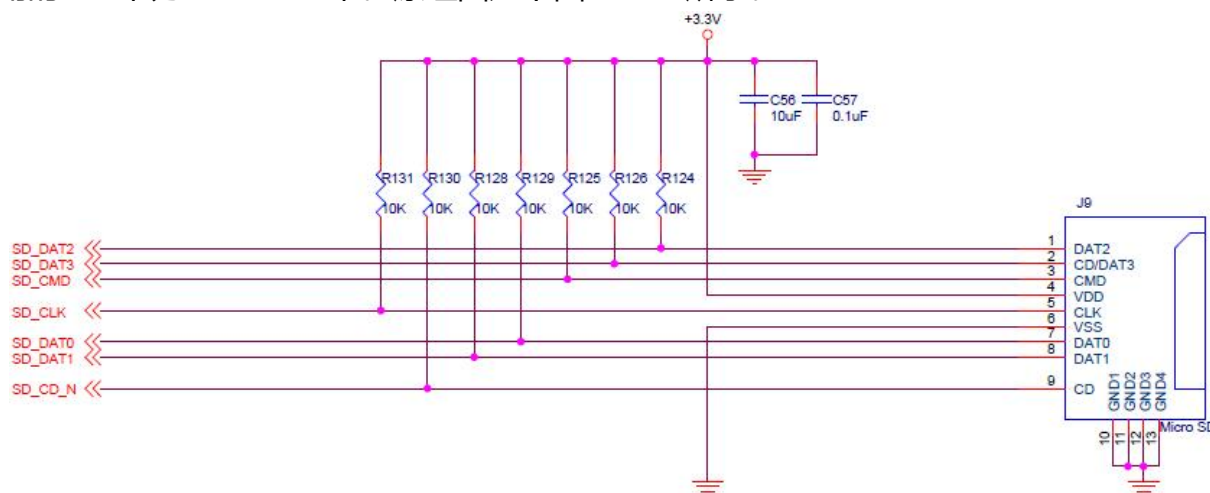 +3.3V
C56
10uF
C57
0.1uF
R131
10K
R130
10K
R128
10K
R129
10K
R125
10K
R126
10K
R124
10K
J9
SD_DAT2
1
DAT2
SD_DAT3
2
CD/DAT3
SD_CMD
3
CMD
4
VDD
SD_CLK
5
CLK
6
VSS
SD_DAT0
7
DAT0
SD_DAT1
8
DAT1
SD_CD_N
9
CD
GND1
GND2
GND3
GND4
10
11
12
13
Micro SD